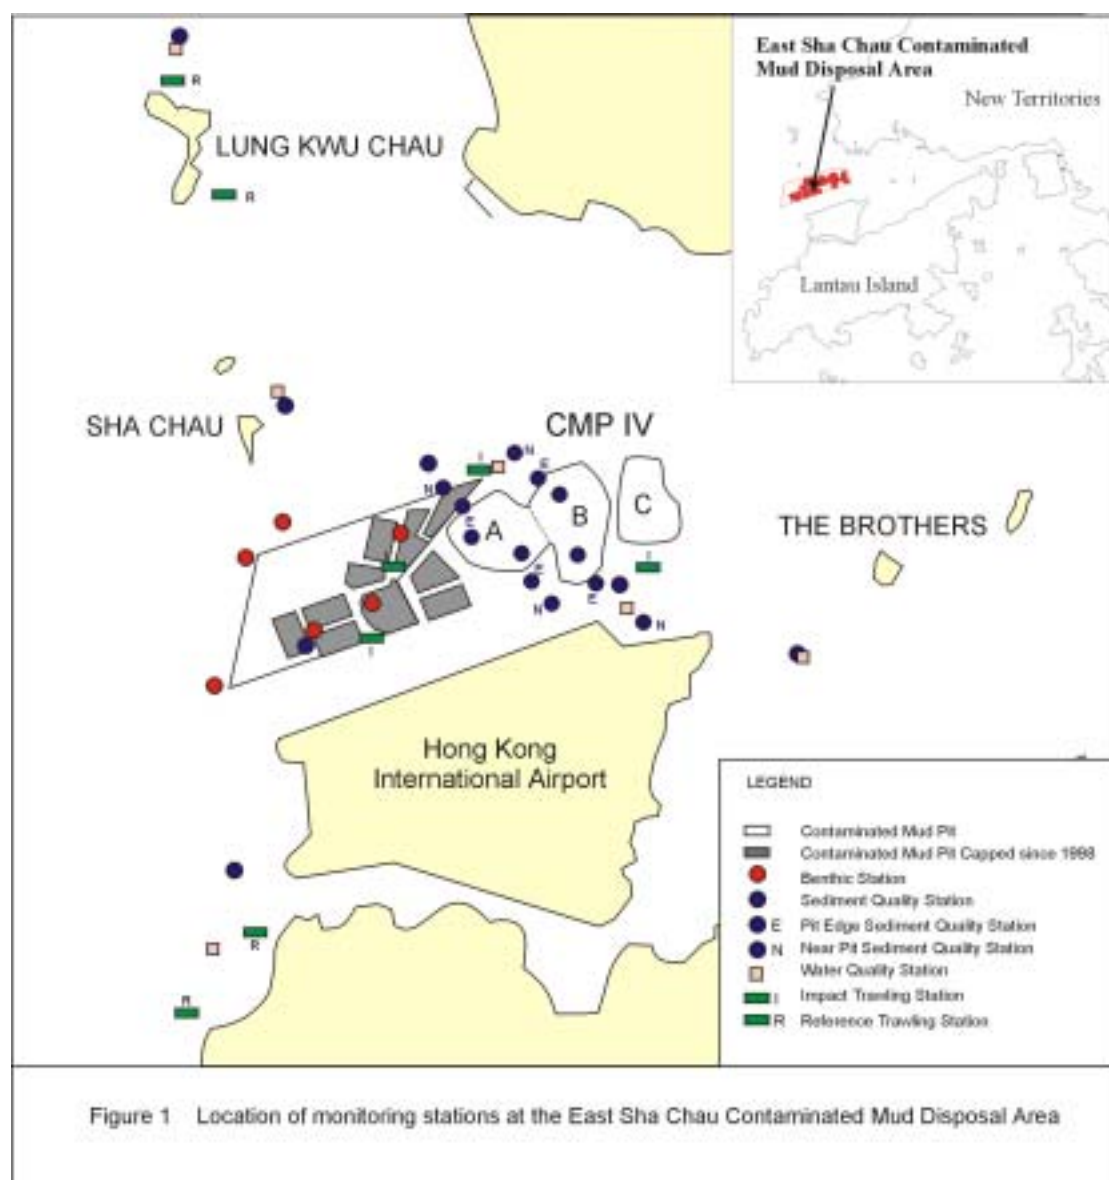 East Sha Chau Contaminated
Mud Disposal Area
New Territories
Lantau Island
R
LUNG KWU CHAU
R
SHA CHAU
CMP IV
I
N
E
N
E
A
B
C
THE BROTHERS
I
E
N
E
N
I
I
Hong Kong
International Airport
R
R
LEGEND
Contaminated Mud Pit
Contaminated Mud Pit Capped since 1998
Benthic Station
Sediment Quality Station
E Pit Edge Sediment Quality Station
N Near Pit Sediment Quality Station
Water Quality Station
I Impact Trawling Station
R Reference Trawling Station
Figure 1 Location of monitoring stations at the East Sha Chau Contaminated Mud Disposal Area